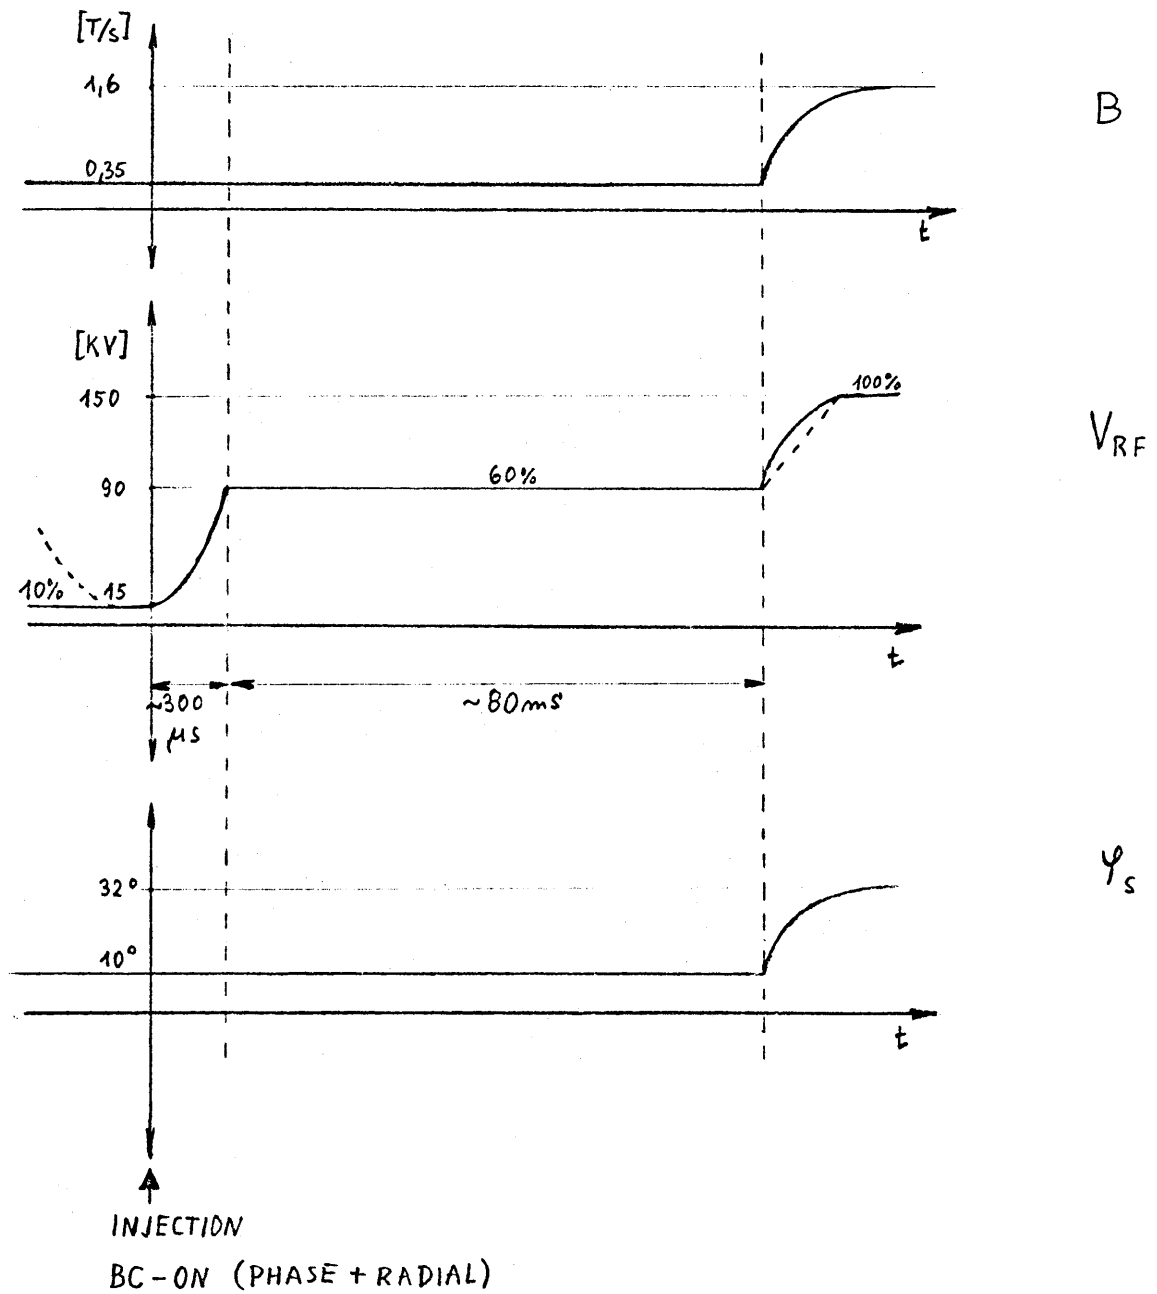 [T/s]
1,6
B
0,35
t
[KV]
150
100%
V_RF
90
60%
10%
15
t
~300
μs
~80ms
32°
φ_s
10°
t
INJECTION
BC-ON (PHASE + RADIAL)